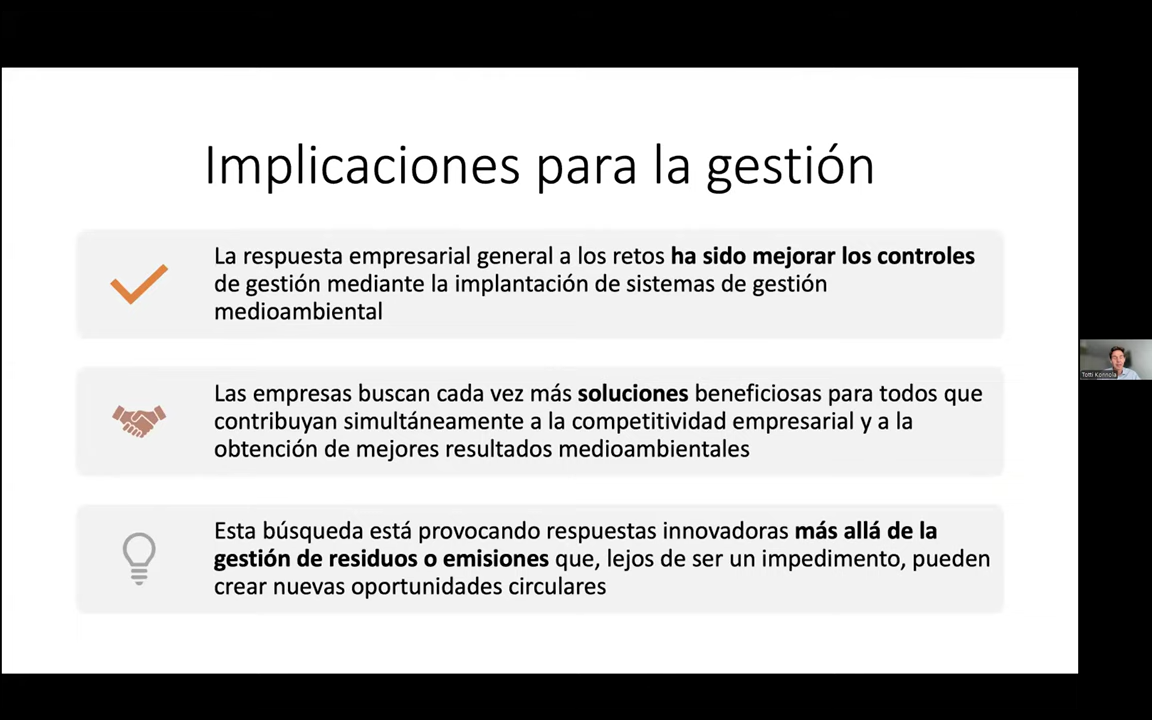 Implicaciones para la gestión
La respuesta empresarial general a los retos ha sido mejorar los controles
de gestión mediante la implantación de sistemas de gestión
medioambiental
Las empresas buscan cada vez más soluciones beneficiosas para todos que
contribuyan simultáneamente a la competitividad empresarial y a la
obtención de mejores resultados medioambientales
Esta búsqueda está provocando respuestas innovadoras más allá de la
gestión de residuos o emisiones que, lejos de ser un impedimento, pueden
crear nuevas oportunidades circulares
Totti Könnölä